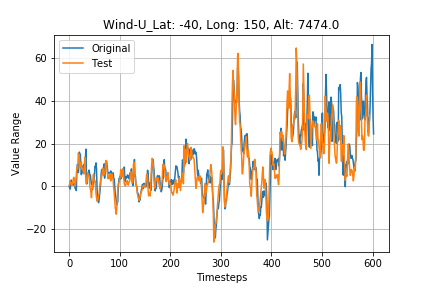 Wind-U_Lat: -40, Long: 150, Alt: 7474.0
Original
Test
Value Range
60
40
20
0
−20
0 100 200 300 400 500 600
Timesteps